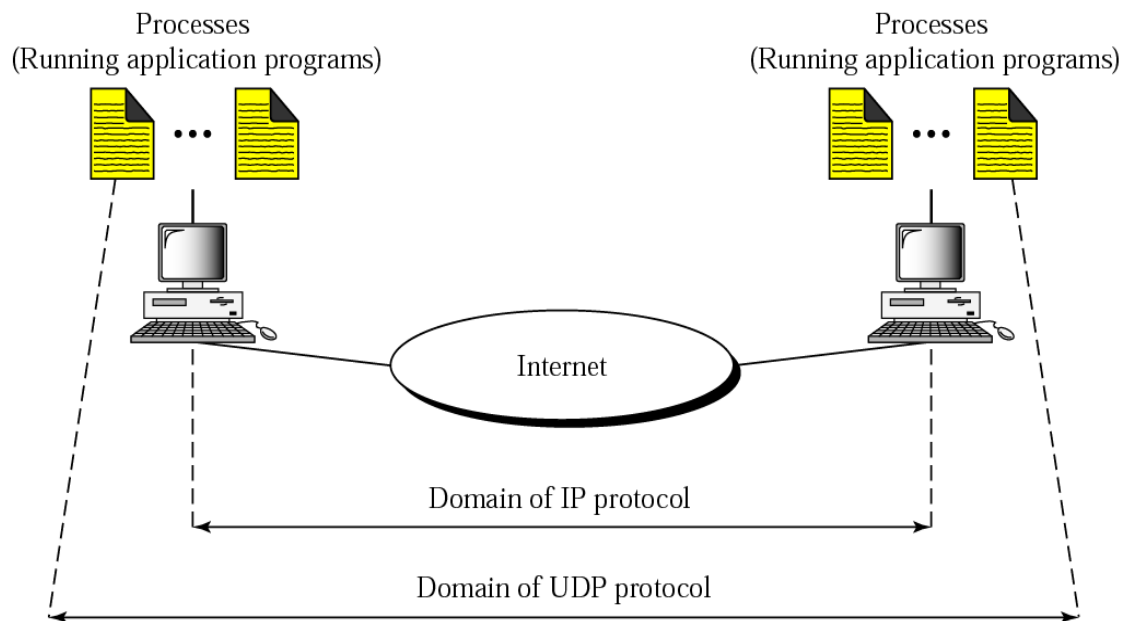 Processes
(Running application programs)
Processes
(Running application programs)
Internet
Domain of IP protocol
Domain of UDP protocol